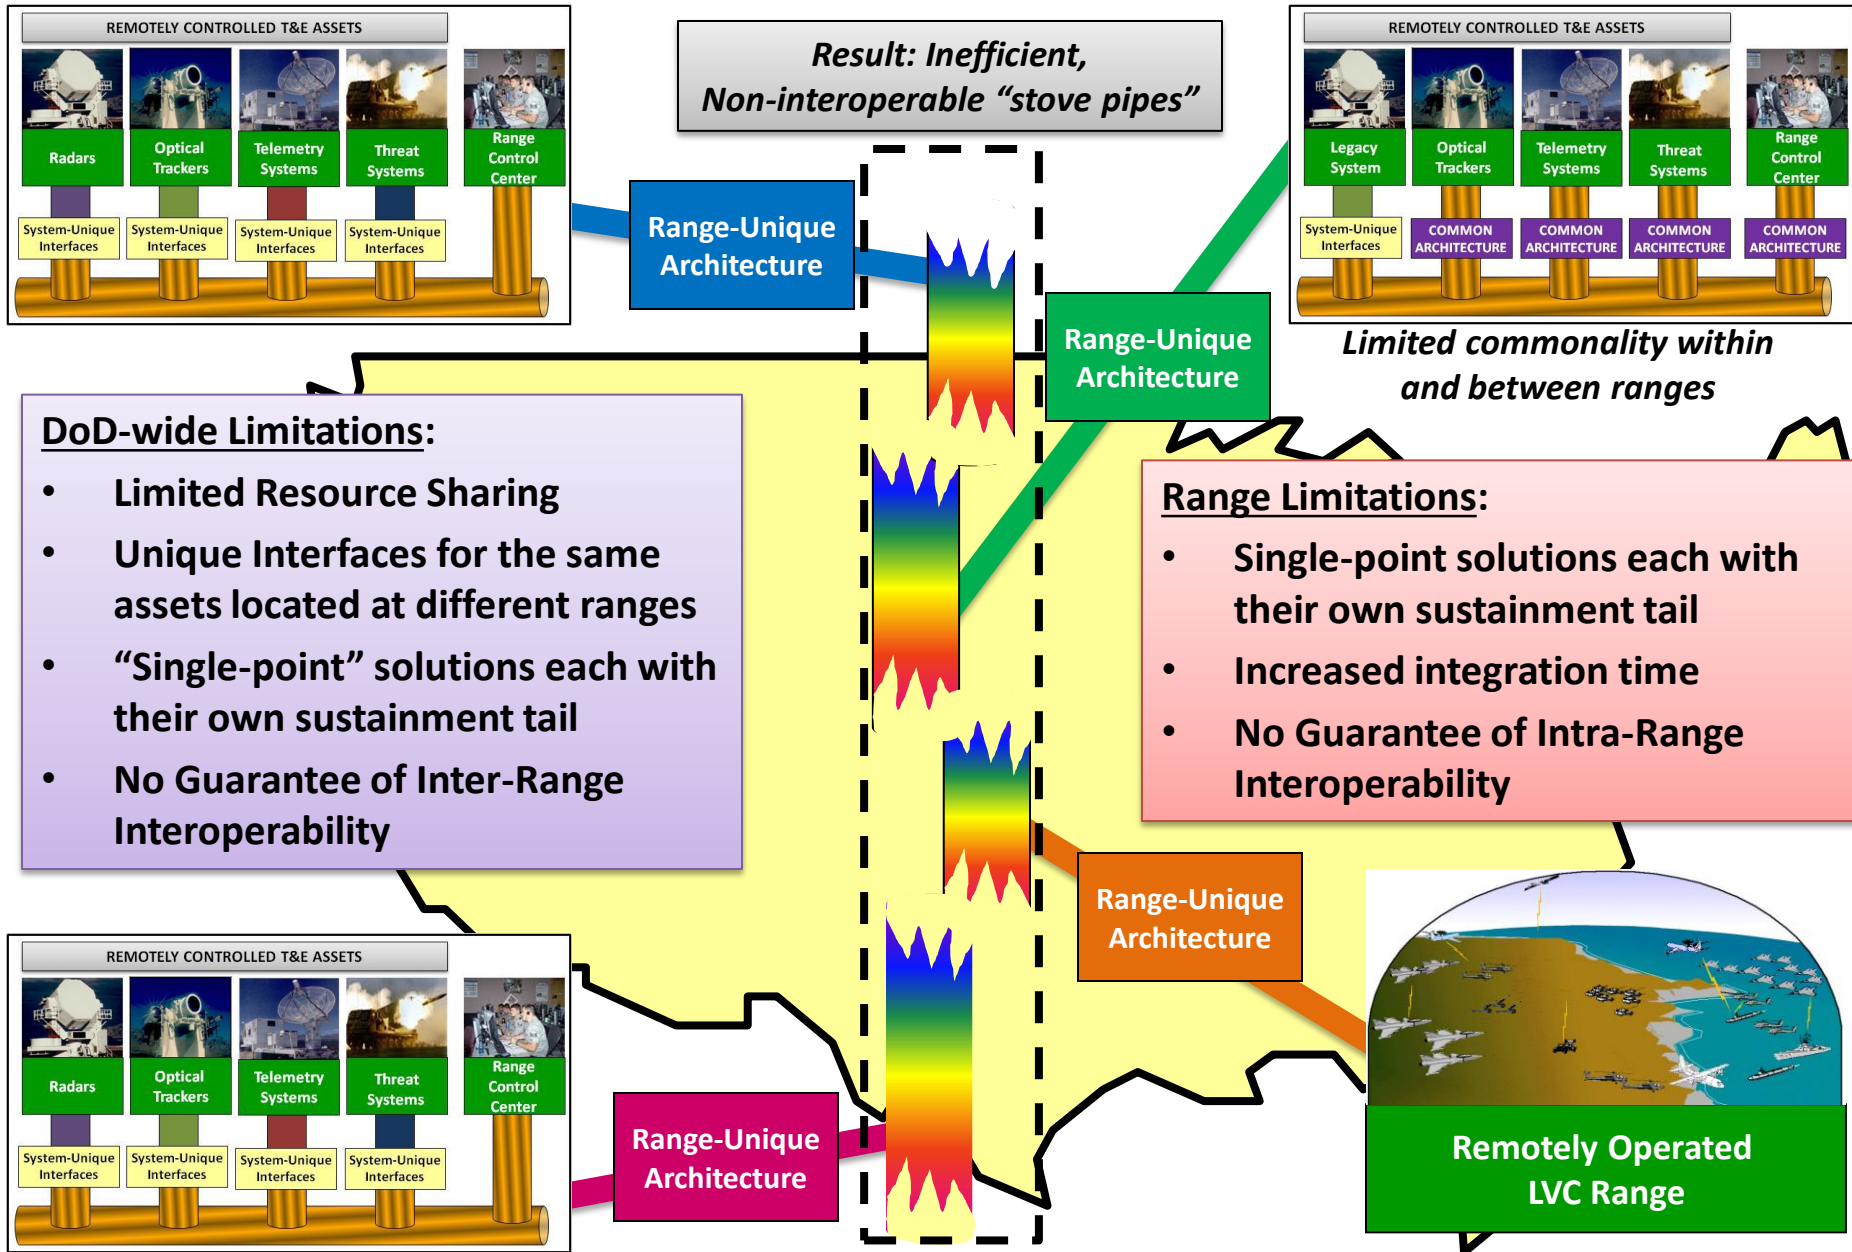 REMOTELY CONTROLLED T&E ASSETS
Radars
Optical
Trackers
Telemetry
Systems
Threat
Systems
Range
Control
Center
System-Unique
Interfaces
System-Unique
Interfaces
System-Unique
Interfaces
System-Unique
Interfaces
Result: Inefficient,
Non-interoperable “stove pipes”
REMOTELY CONTROLLED T&E ASSETS
Legacy
System
Optical
Trackers
Telemetry
Systems
Threat
Systems
Range
Control
Center
System-Unique
Interfaces
COMMON
ARCHITECTURE
COMMON
ARCHITECTURE
COMMON
ARCHITECTURE
COMMON
ARCHITECTURE
Limited commonality within
and between ranges
Range-Unique
Architecture
Range-Unique
Architecture
DoD-wide Limitations:
• Limited Resource Sharing
• Unique Interfaces for the same
assets located at different ranges
• “Single-point” solutions each with
their own sustainment tail
• No Guarantee of Inter-Range
Interoperability
Range Limitations:
• Single-point solutions each with
their own sustainment tail
• Increased integration time
• No Guarantee of Intra-Range
Interoperability
Range-Unique
Architecture
REMOTELY CONTROLLED T&E ASSETS
Radars
Optical
Trackers
Telemetry
Systems
Threat
Systems
Range
Control
Center
System-Unique
Interfaces
System-Unique
Interfaces
System-Unique
Interfaces
System-Unique
Interfaces
Range-Unique
Architecture
Remotely Operated
LVC Range